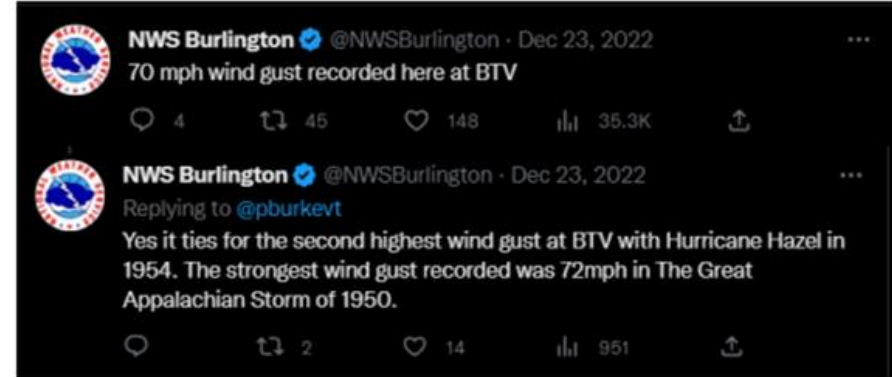 NWS Burlington @NWSBurlington · Dec 23, 2022
70 mph wind gust recorded here at BTV
4 45 148 35.3K
NWS Burlington @NWSBurlington · Dec 23, 2022
Replying to @pburkevt
Yes it ties for the second highest wind gust at BTV with Hurricane Hazel in
1954. The strongest wind gust recorded was 72mph in The Great
Appalachian Storm of 1950.
2 14 951